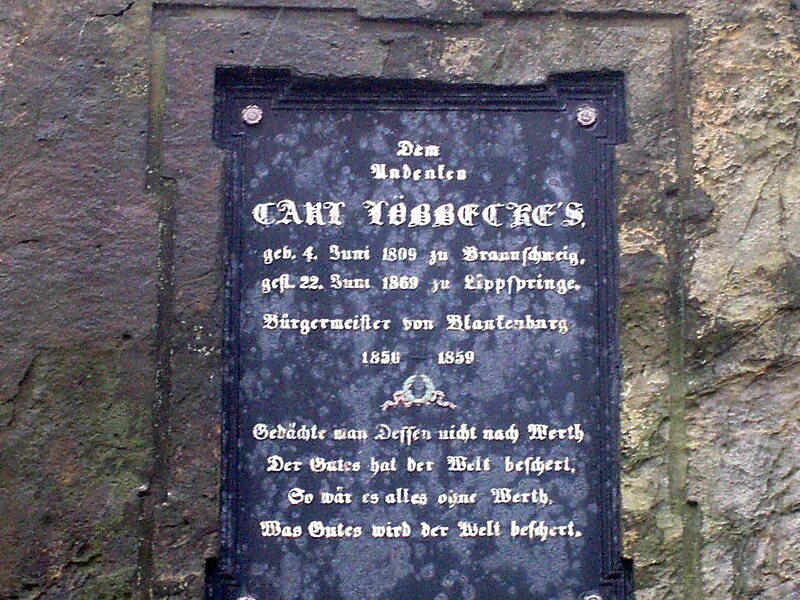 Dem
Andenken
CARL LÖBBECKE'S,
geb. 4. Juni 1809 zu Braunschweig,
gest. 22. Juni 1869 zu Lippspringe.
Bürgermeister von Blankenburg
1850 – 1859
Gedächte man Dessen nicht nach Werth
Der Gutes hat der Welt beschert,
So wär es alles ohne Werth,
Was Gutes wird der Welt beschert.